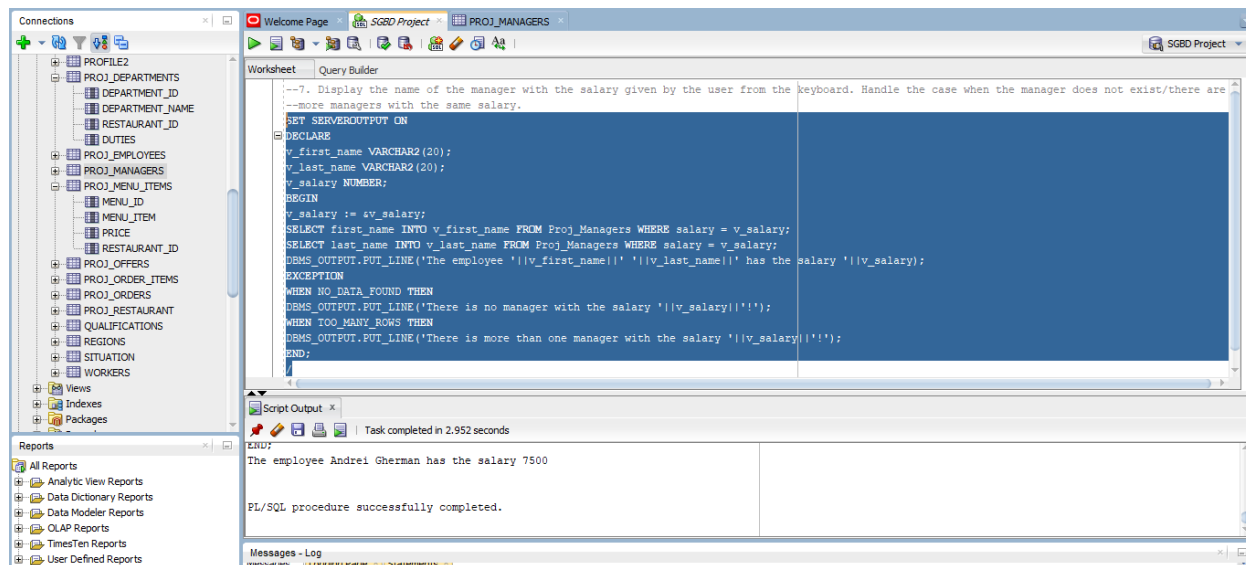 Connections
Welcome Page
SGBD Project
PROJ_MANAGERS
SGBD Project
PROFILE2
PROJ_DEPARTMENTS
DEPARTMENT_ID
DEPARTMENT_NAME
RESTAURANT_ID
DUTIES
PROJ_EMPLOYEES
PROJ_MANAGERS
PROJ_MENU_ITEMS
MENU_ID
MENU_ITEM
PRICE
RESTAURANT_ID
PROJ_OFFERS
PROJ_ORDER_ITEMS
PROJ_ORDERS
PROJ_RESTAURANT
QUALIFICATIONS
REGIONS
SITUATION
WORKERS
Views
Indexes
Packages
Reports
All Reports
Analytic View Reports
Data Dictionary Reports
Data Modeler Reports
OLAP Reports
TimesTen Reports
User Defined Reports
Worksheet Query Builder
--7. Display the name of the manager with the salary given by the user from the keyboard. Handle the case when the manager does not exist/there are
--more managers with the same salary.
SET SERVEROUTPUT ON
DECLARE
v_first_name VARCHAR2(20);
v_last_name VARCHAR2(20);
v_salary NUMBER;
BEGIN
v_salary := &v_salary;
SELECT first_name INTO v_first_name FROM Proj_Managers WHERE salary = v_salary;
SELECT last_name INTO v_last_name FROM Proj_Managers WHERE salary = v_salary;
DBMS_OUTPUT.PUT_LINE('The employee '||v_first_name||' '||v_last_name||' has the salary '||v_salary);
EXCEPTION
WHEN NO_DATA_FOUND THEN
DBMS_OUTPUT.PUT_LINE('There is no manager with the salary '||v_salary||'!');
WHEN TOO_MANY_ROWS THEN
DBMS_OUTPUT.PUT_LINE('There is more than one manager with the salary '||v_salary||'!');
END;
/
Script Output
Task completed in 2.952 seconds
END;
The employee Andrei Gherman has the salary 7500
PL/SQL procedure successfully completed.
Messages - Log